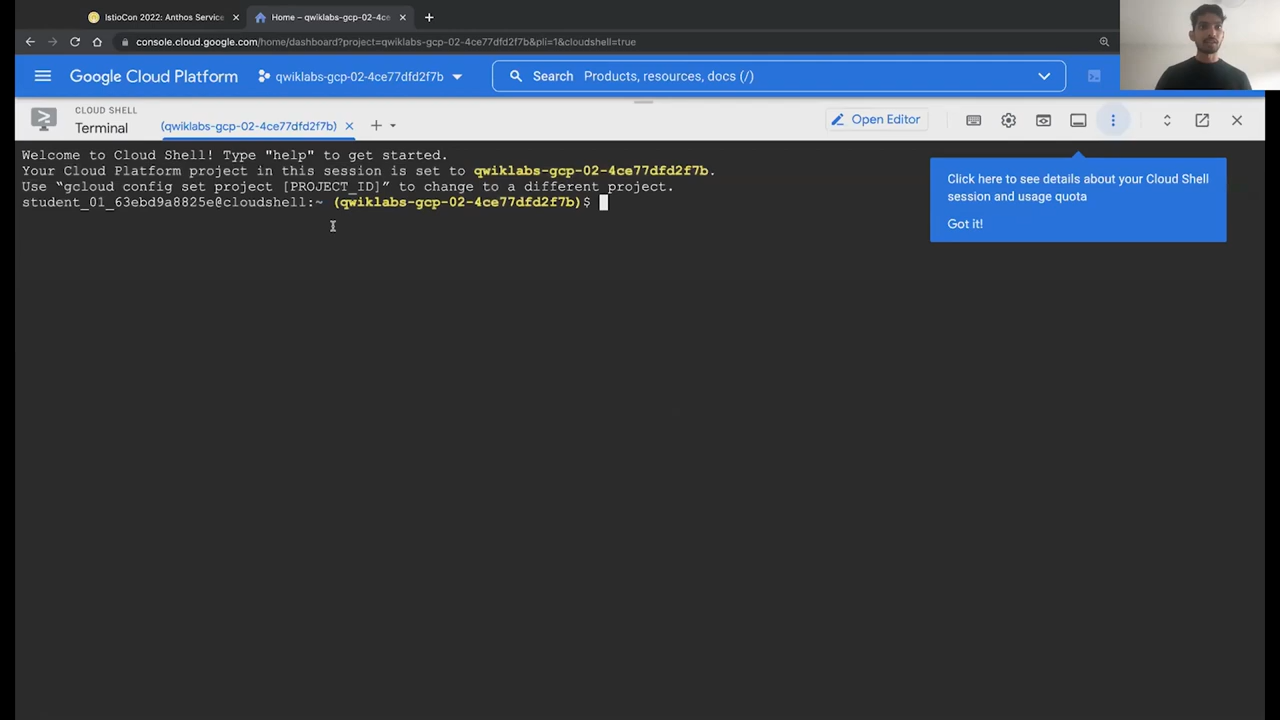 IstioCon 2022: Anthos Service
Home – qwiklabs-gcp-02-4ce
console.cloud.google.com/home/dashboard?project=qwiklabs-gcp-02-4ce77dfd2f7b&pli=1&cloudshell=true
Google Cloud Platform
qwiklabs-gcp-02-4ce77dfd2f7b
Search Products, resources, docs (/)
CLOUD SHELL
Terminal
(qwiklabs-gcp-02-4ce77dfd2f7b)
Open Editor
Welcome to Cloud Shell! Type "help" to get started.
Your Cloud Platform project in this session is set to qwiklabs-gcp-02-4ce77dfd2f7b.
Use “gcloud config set project [PROJECT_ID]” to change to a different project.
student_01_63ebd9a8825e@cloudshell:~ (qwiklabs-gcp-02-4ce77dfd2f7b)$
Click here to see details about your Cloud Shell
session and usage quota
Got it!